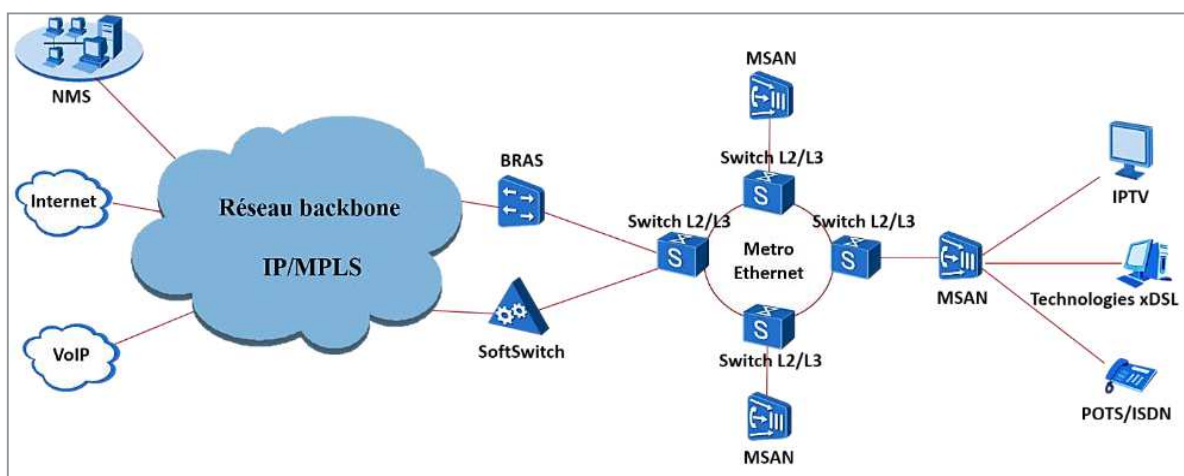 NMS
Internet
VoIP
Réseau backbone
IP/MPLS
BRAS
SoftSwitch
MSAN
Switch L2/L3
S
Switch L2/L3
S
Switch L2/L3
S
Metro
Ethernet
S
Switch L2/L3
MSAN
MSAN
IPTV
Technologies xDSL
POTS/ISDN